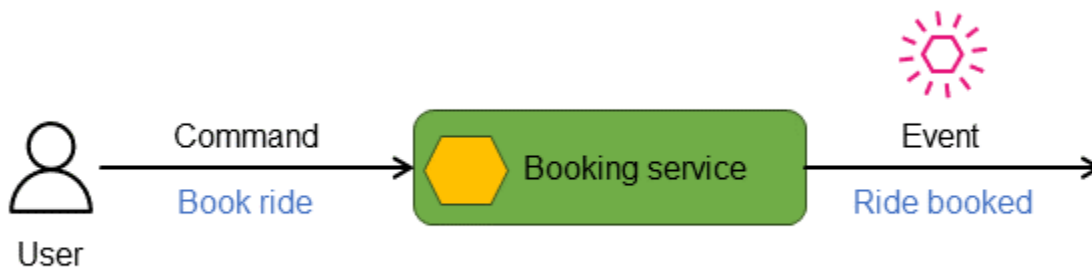 Command
Book ride
User
Booking service
Event
Ride booked